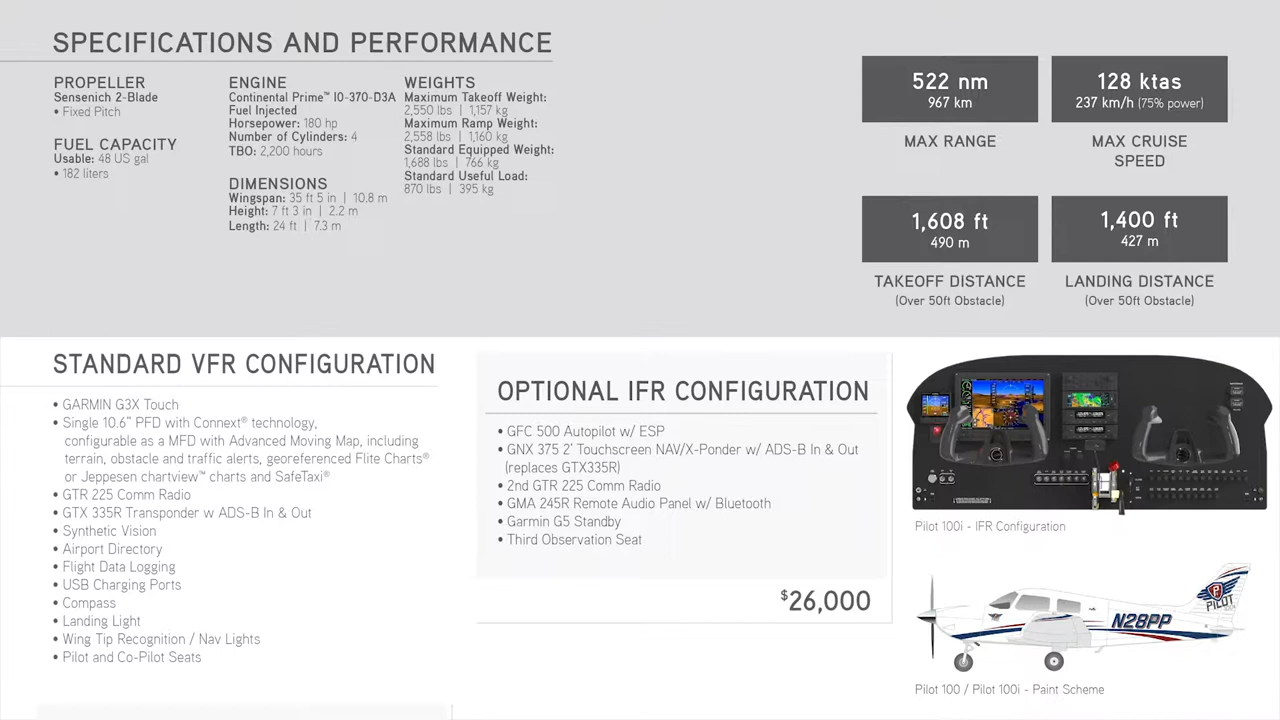 SPECIFICATIONS AND PERFORMANCE
PROPELLER
Sensenich 2-Blade
• Fixed Pitch
FUEL CAPACITY
Usable: 48 US gal
• 182 liters
ENGINE
Continental Prime™ IO-370-D3A
Fuel Injected
Horsepower: 180 hp
Number of Cylinders: 4
TBO: 2,200 hours
DIMENSIONS
Wingspan: 35 ft 5 in | 10.8 m
Height: 7 ft 3 in | 2.2 m
Length: 24 ft | 7.3 m
WEIGHTS
Maximum Takeoff Weight:
2,550 lbs | 1,157 kg
Maximum Ramp Weight:
2,558 lbs | 1,160 kg
Standard Equipped Weight:
1,688 lbs | 766 kg
Standard Useful Load:
870 lbs | 395 kg
522 nm
967 km
MAX RANGE
128 ktas
237 km/h (75% power)
MAX CRUISE
SPEED
1,608 ft
490 m
TAKEOFF DISTANCE
(Over 50ft Obstacle)
1,400 ft
427 m
LANDING DISTANCE
(Over 50ft Obstacle)
STANDARD VFR CONFIGURATION
• GARMIN G3X Touch
• Single 10.6" PFD with Connext® technology,
configurable as a MFD with Advanced Moving Map, including
terrain, obstacle and traffic alerts, georeferenced Flite Charts®
or Jeppesen chartview™ charts and SafeTaxi®
• GTR 225 Comm Radio
• GTX 335R Transponder w ADS-B In & Out
• Synthetic Vision
• Airport Directory
• Flight Data Logging
• USB Charging Ports
• Compass
• Landing Light
• Wing Tip Recognition / Nav Lights
• Pilot and Co-Pilot Seats
OPTIONAL IFR CONFIGURATION
• GFC 500 Autopilot w/ ESP
• GNX 375 2' Touchscreen NAV/X-Ponder w/ ADS-B In & Out
(replaces GTX335R)
• 2nd GTR 225 Comm Radio
• GMA 245R Remote Audio Panel w/ Bluetooth
• Garmin G5 Standby
• Third Observation Seat
$26,000
Pilot 100i - IFR Configuration
PILOT
N28PP
Pilot 100 / Pilot 100i - Paint Scheme